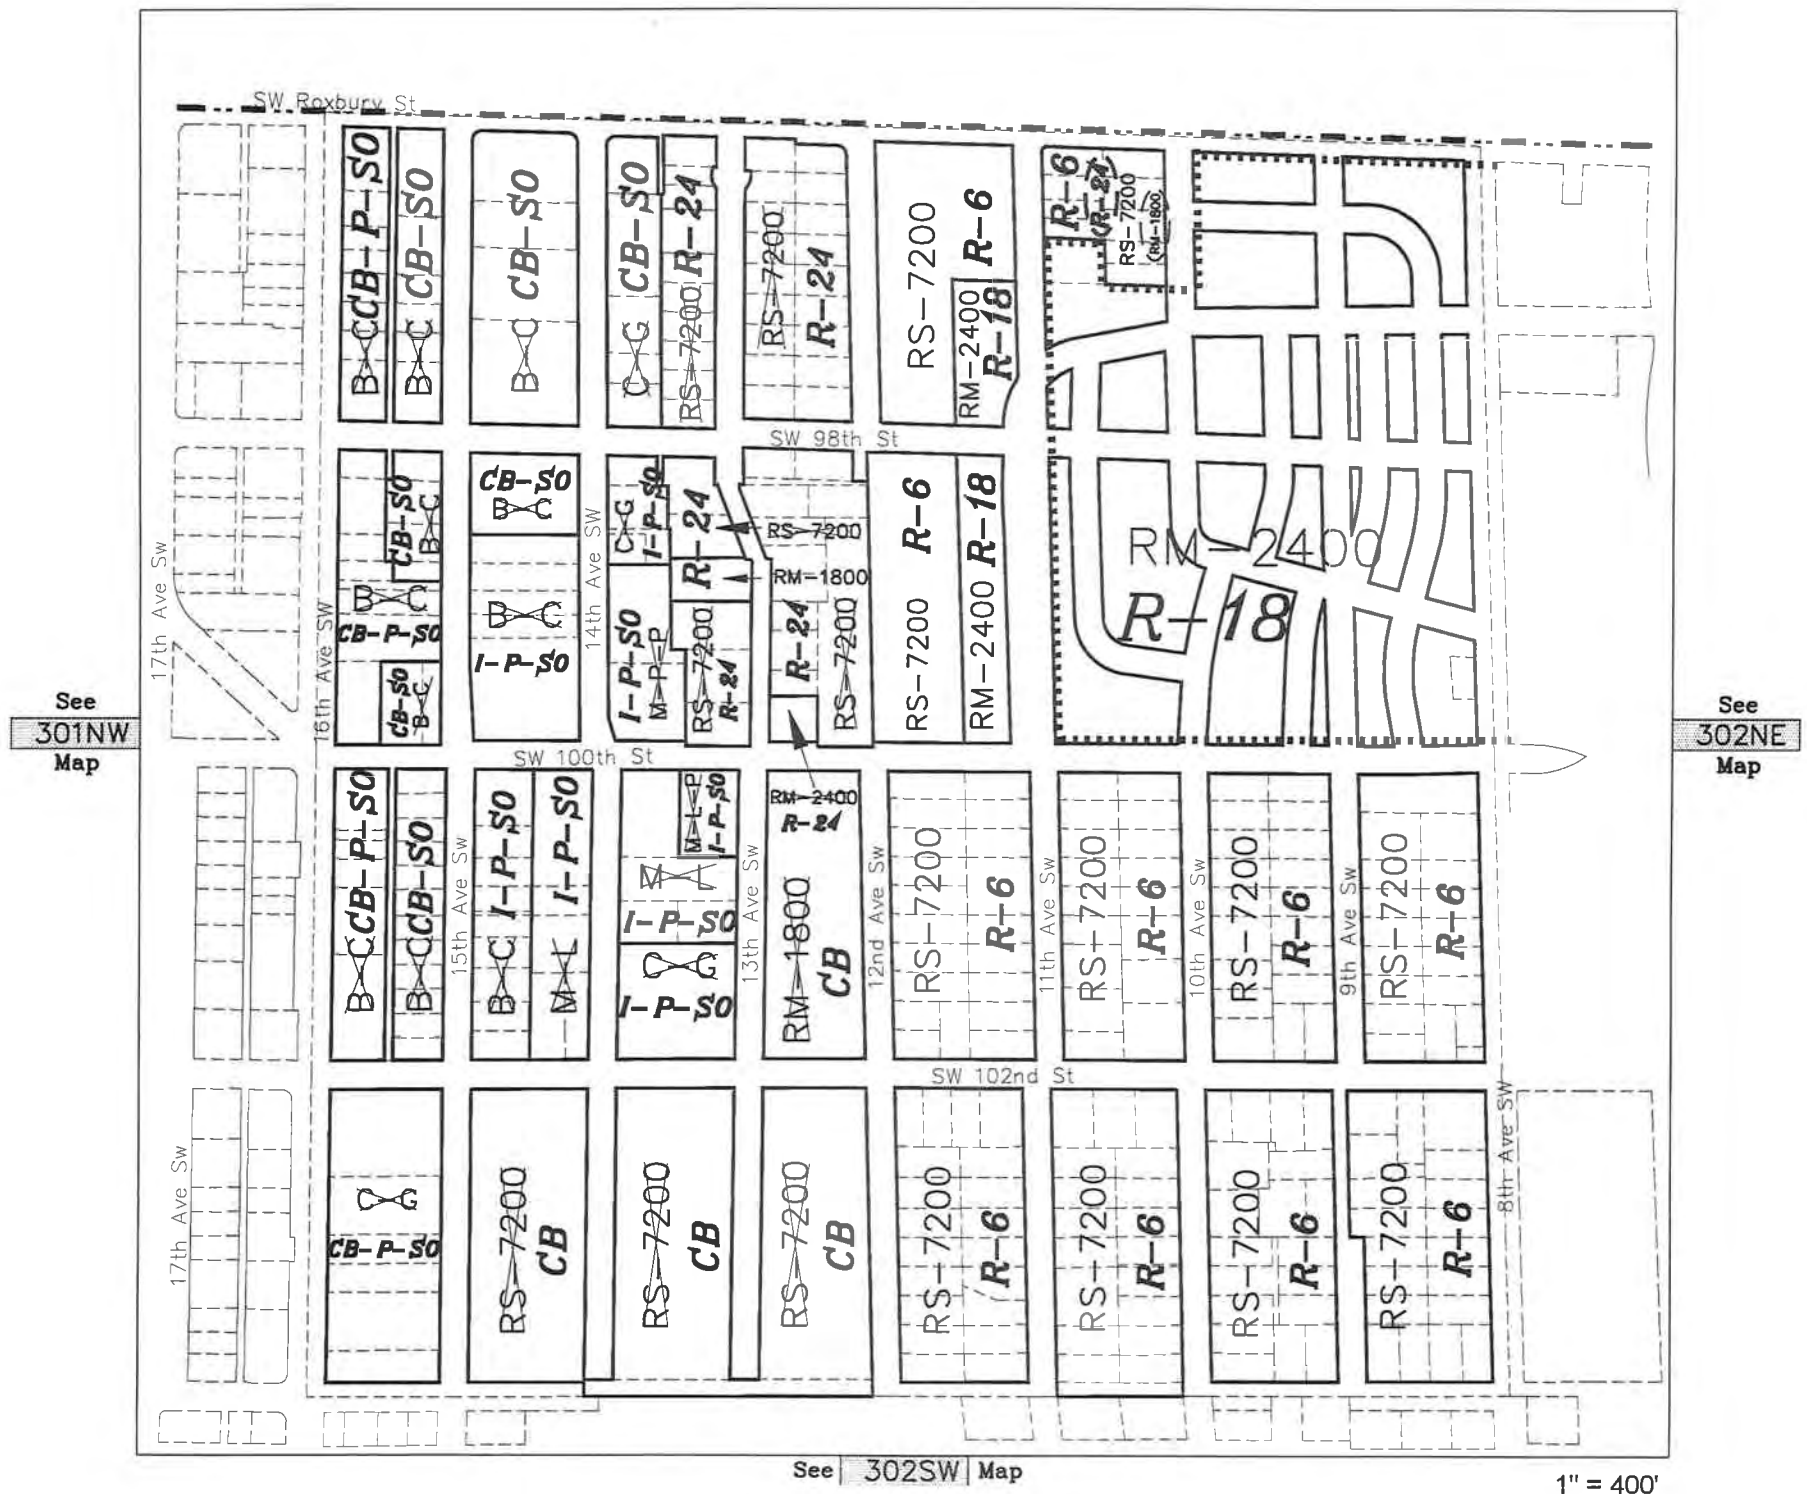 SW Roxbury St
B-C CB-P-SO
B-C CB-SO
B-C CB-SO
C-G CB-SO
RS-7200 R-24
RS-7200
R-24
RS-7200
R-6
RM-2400
R-18
R-6
(R-24)
RS-7200
(RM-1800)
SW 98th St
CB-SO
B-C
B-C
CB-P-SO
CB-SO
B-C
CB-SO
B-C
B-C
I-P-SO
C-G
I-P-SO
R-24
RS-7200
R-
RM-1800
I-P-SO
M-P-P
RS-7200
R-24
R-24
RS-7200
RS-7200 R-6
RM-2400 R-18
RM-2400
R-18
17th Ave Sw
16th Ave SW
14th Ave SW
See
301NW
Map
See
302NE
Map
SW 100th St
B-C CB-P-SO
B-C CB-SO
15th Ave Sw
B-C I-P-SO
M-L I-P-SO
M-L-P
I-P-SO
M-L
I-P-SO
C-G
I-P-SO
13th Ave Sw
RM-2400
R-24
RM-1800
CB
12nd Ave Sw
RS-7200
R-6
11th Ave Sw
RS-7200
R-6
10th Ave Sw
RS-7200
R-6
9th Ave Sw
RS-7200
R-6
SW 102nd St
17th Ave Sw
C-G
CB-P-SO
RS-7200
CB
RS-7200
CB
RS-7200
CB
RS-7200
R-6
RS-7200
R-6
RS-7200
R-6
RS-7200
R-6
8th Ave SW
See 302SW Map
1" = 400'